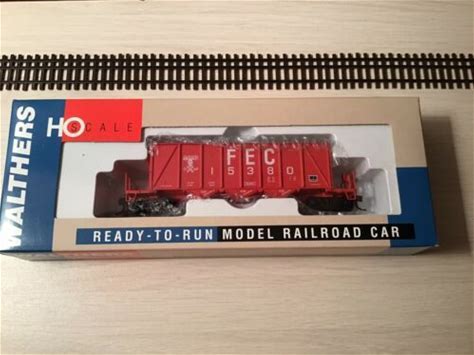 WALTHERS
HO SCALE
FEC
15380
READY-TO-RUN MODEL RAILROAD CAR